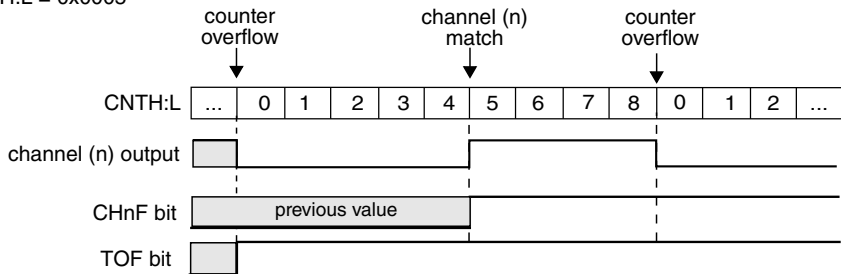 counter
overflow
channel (n)
match
counter
overflow
CNTH:L ... 0 1 2 3 4 5 6 7 8 0 1 2 ...
channel (n) output
CHnF bit previous value
TOF bit